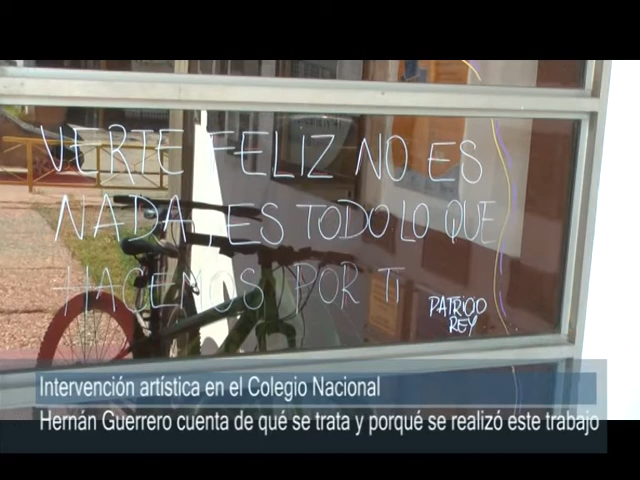 VERTE FELIZ NO ES
NADA, ES TODO LO QUE
HACEMOS POR TI
PATRICIO
REY
Intervención artística en el Colegio Nacional
Hernán Guerrero cuenta de qué se trata y porqué se realizó este trabajo